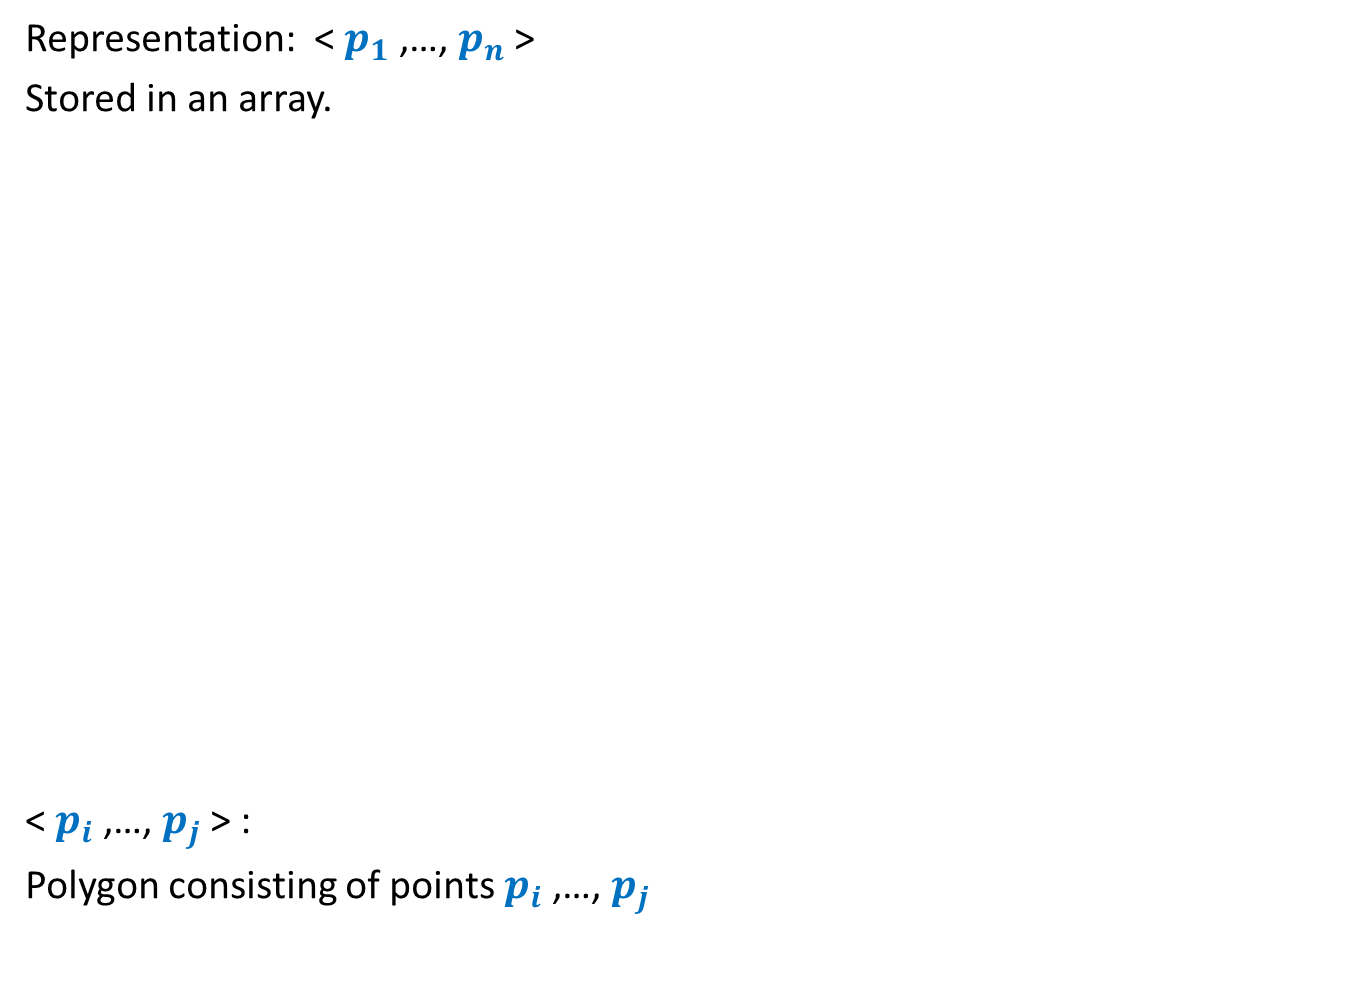 Representation: < p₁ ,…, pₙ >
Stored in an array.
< pᵢ ,…, pⱼ > :
Polygon consisting of points pᵢ ,…, pⱼ